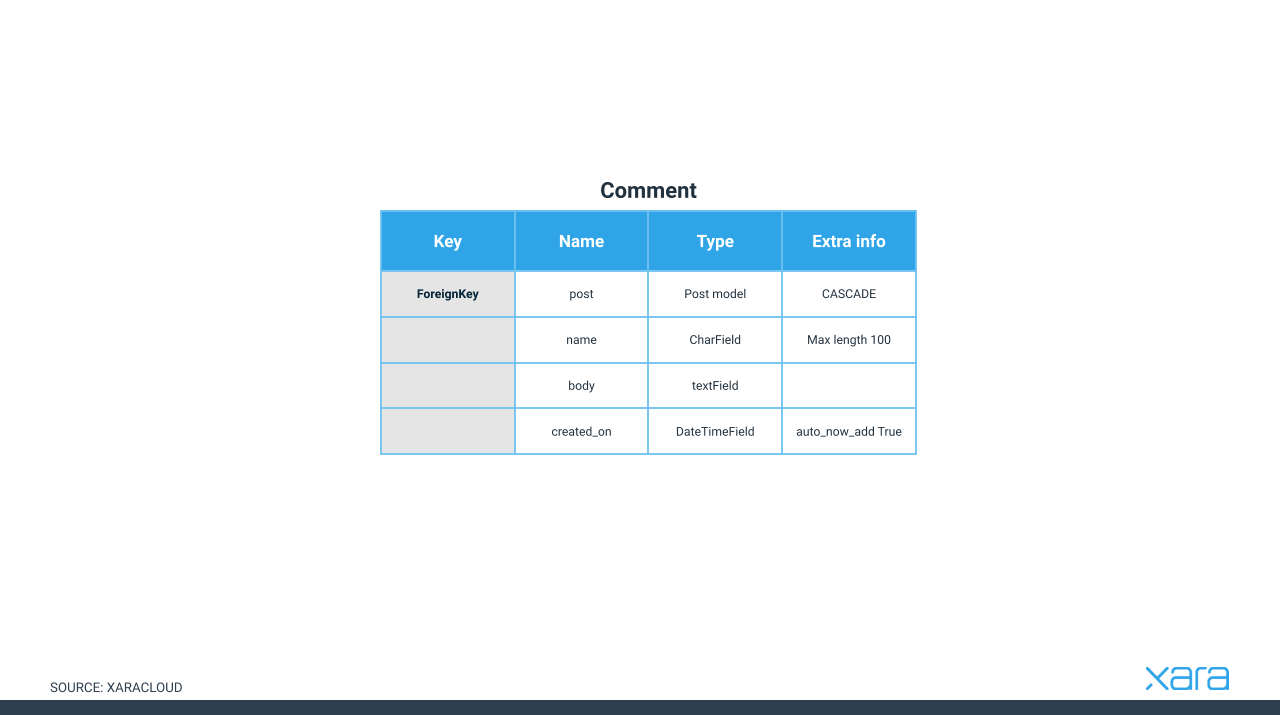 Comment
Key Name Type Extra info
ForeignKey post Post model CASCADE
name CharField Max length 100
body textField
created_on DateTimeField auto_now_add True
SOURCE: XARACLOUD
xara